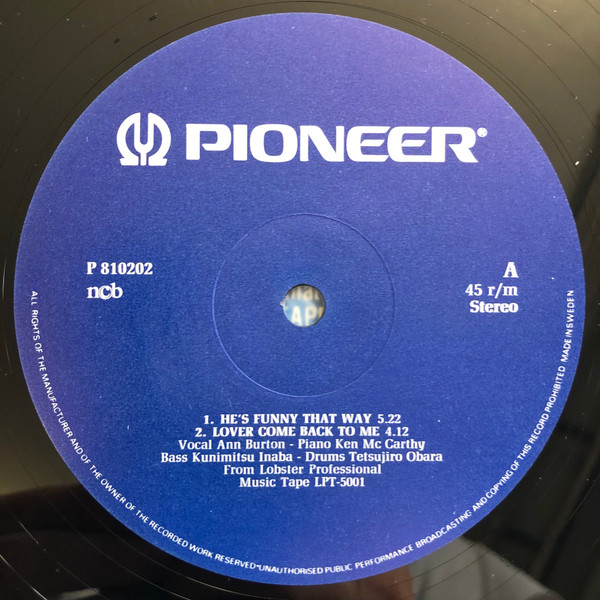 PIONEER®
P 810202
ncb
A
45 r/m
Stereo
1. HE'S FUNNY THAT WAY 5.22
2. LOVER COME BACK TO ME 4.12
Vocal Ann Burton - Piano Ken Mc Carthy
Bass Kunimitsu Inaba - Drums Tetsujiro Obara
From Lobster Professional
Music Tape LPT-5001
ALL RIGHTS OF THE MANUFACTURER AND OF THE OWNER OF THE RECORDED WORK RESERVED•UNAUTHORISED PUBLIC PERFORMANCE BROADCASTING AND COPYING OF THIS RECORD PROHIBITED MADE IN SWEDEN